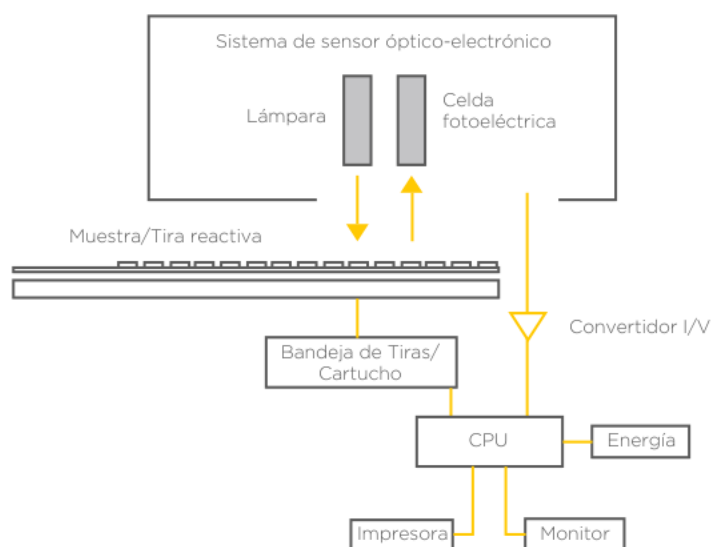 Sistema de sensor óptico-electrónico
Lámpara
Celda
fotoeléctrica
Muestra/Tira reactiva
Convertidor I/V
Bandeja de Tiras/
Cartucho
CPU
Energía
Impresora
Monitor